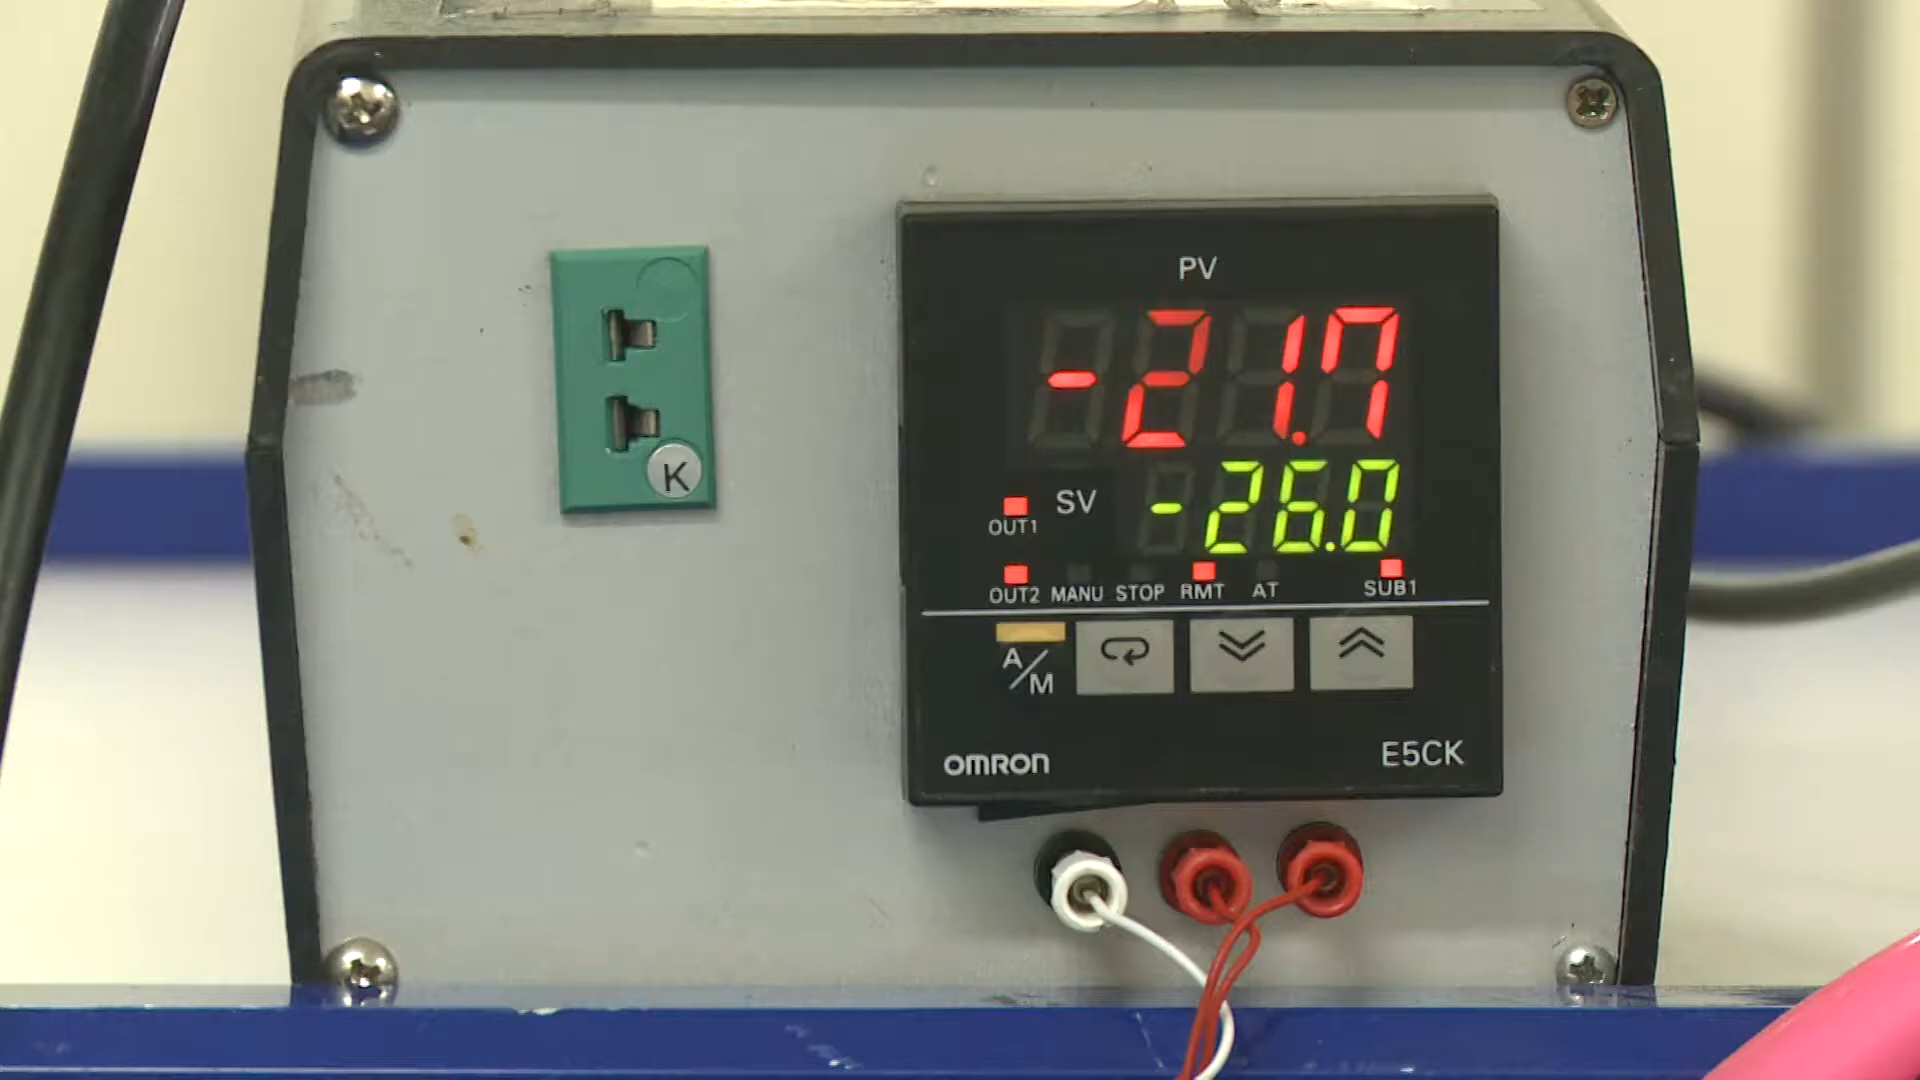 PV
-21.7
K
SV
-26.0
OUT1
OUT2 MANU STOP RMT AT SUB1
A/M
OMRON
E5CK